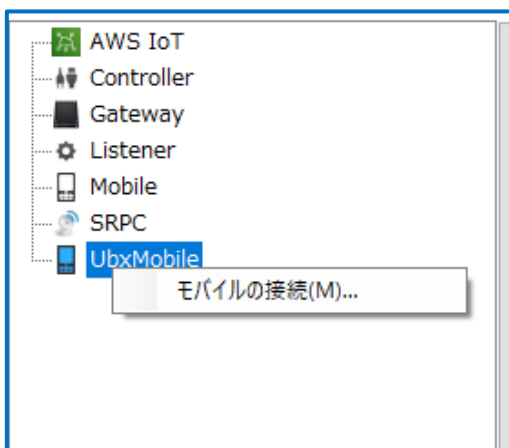 AWS IoT
Controller
Gateway
Listener
Mobile
SRPC
UbxMobile
モバイルの接続(M)...